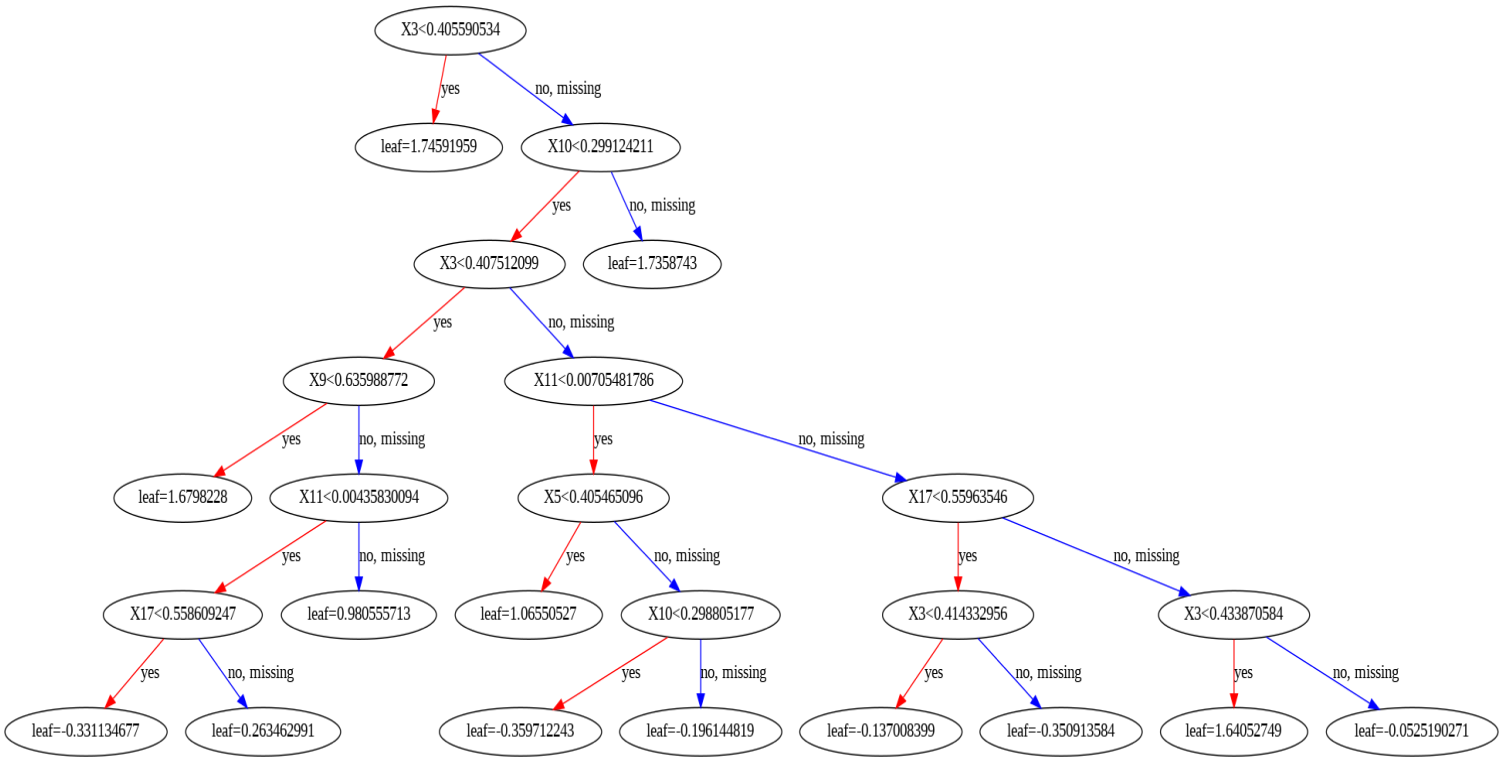 X3<0.405590534
yes
no, missing
leaf=1.74591959
X10<0.299124211
yes
no, missing
X3<0.407512099
leaf=1.7358743
yes
no, missing
X9<0.635988772
X11<0.00705481786
yes
no, missing
yes
no, missing
leaf=1.6798228
X11<0.00435830094
X5<0.405465096
X17<0.55963546
yes
no, missing
yes
no, missing
yes
no, missing
X17<0.558609247
leaf=0.980555713
leaf=1.06550527
X10<0.298805177
X3<0.414332956
X3<0.433870584
yes
no, missing
yes
no, missing
yes
no, missing
yes
no, missing
leaf=-0.331134677
leaf=0.263462991
leaf=-0.359712243
leaf=-0.196144819
leaf=-0.137008399
leaf=-0.350913584
leaf=1.64052749
leaf=-0.0525190271